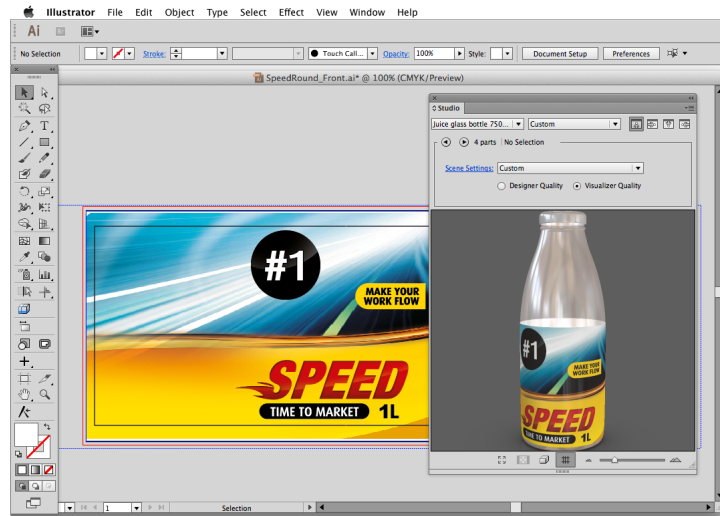 Illustrator File Edit Object Type Select Effect View Window Help
Ai
No Selection Stroke: Touch Call... Opacity: 100% Style: Document Setup Preferences
SpeedRound_Front.ai* @ 100% (CMYK/Preview)
Studio
Juice glass bottle 750... Custom
4 parts No Selection
Scene Settings: Custom
Designer Quality Visualizer Quality
#1
MAKE YOUR
WORK FLOW
SPEED
TIME TO MARKET 1L
#1
MAKE YOUR
WORK FLOW
SPEED
TIME TO MARKET 1L
1 Selection